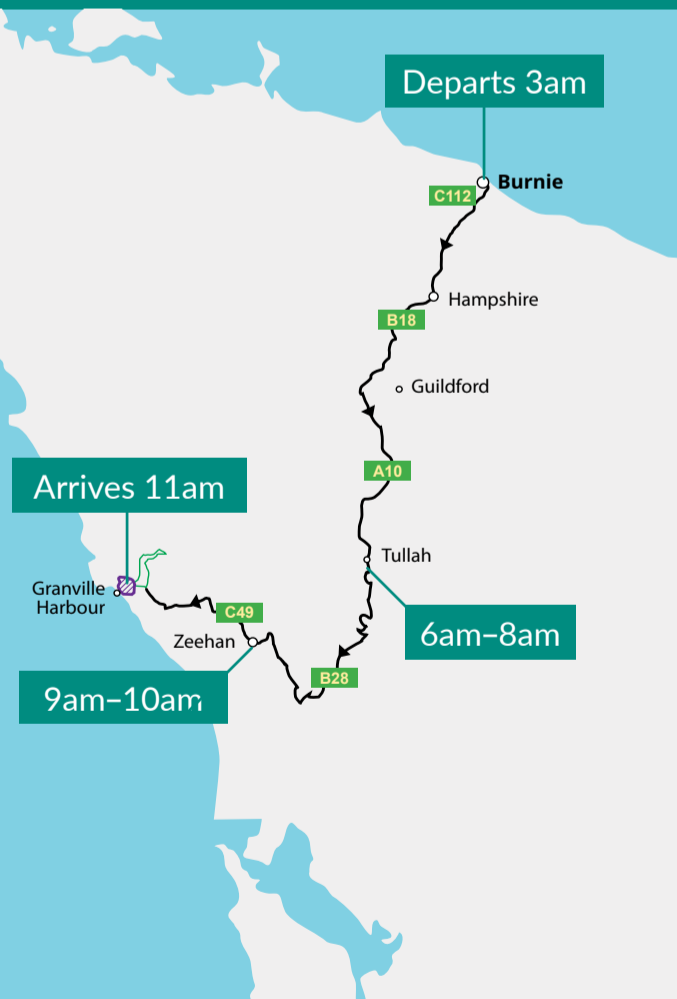 Departs 3am
Burnie
C112
Hampshire
B18
Guildford
A10
Arrives 11am
Tullah
Granville
Harbour
C49
6am–8am
Zeehan
B28
9am–10am